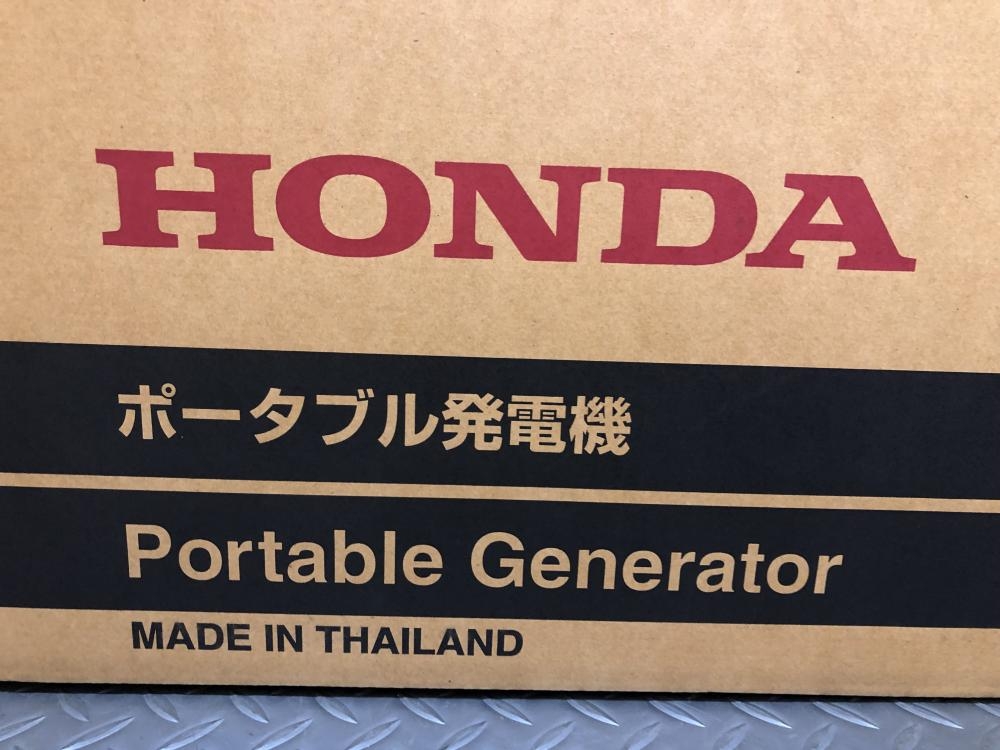 HONDA
ポータブル発電機
Portable Generator
MADE IN THAILAND